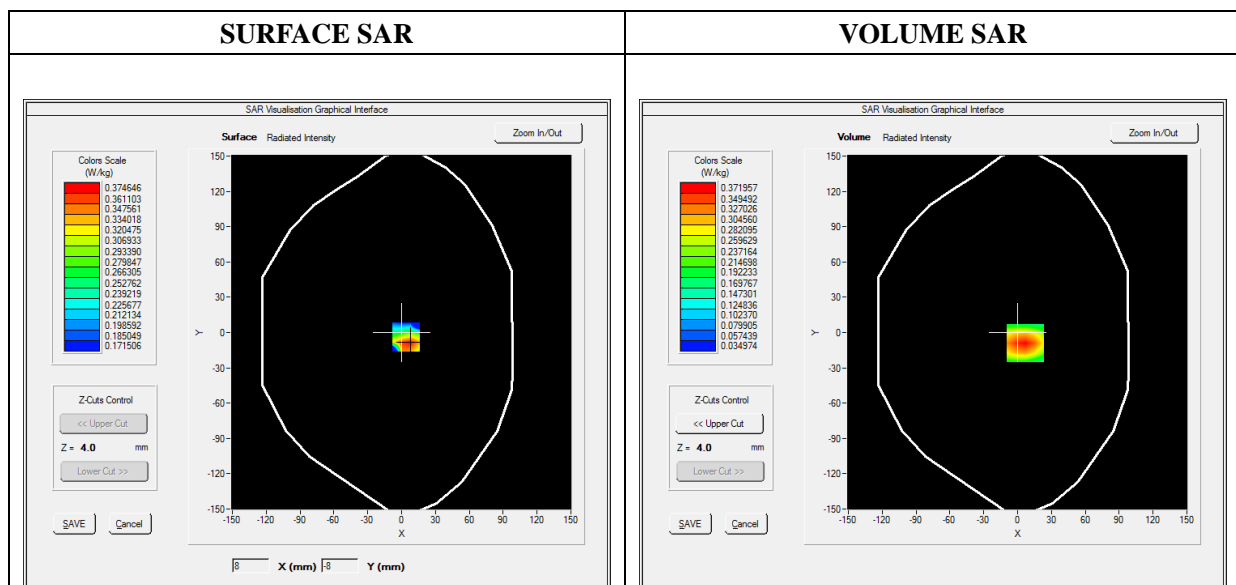 SURFACE SAR
VOLUME SAR
SAR Visualisation Graphical Interface
Surface Radiated Intensity
Zoom In/Out
Colors Scale
(W/kg)
0.374646
0.361103
0.347561
0.334018
0.320475
0.306933
0.293390
0.279847
0.266305
0.252762
0.239219
0.225677
0.212134
0.198592
0.185049
0.171506
150
120
90
60
30
0
-30
-60
-90
-120
-150
Y
-150 -120 -90 -60 -30 0 30 60 90 120 150
X
Z-Cuts Control
<< Upper Cut
Z = 4.0 mm
Lower Cut >>
SAVE Cancel
8 X (mm) -8 Y (mm)
SAR Visualisation Graphical Interface
Volume Radiated Intensity
Zoom In/Out
Colors Scale
(W/kg)
0.371957
0.349492
0.327026
0.304560
0.282095
0.259629
0.237164
0.214698
0.192233
0.169767
0.147301
0.124836
0.102370
0.079905
0.057439
0.034974
150
120
90
60
30
0
-30
-60
-90
-120
-150
Y
-150 -120 -90 -60 -30 0 30 60 90 120 150
X
Z-Cuts Control
<< Upper Cut
Z = 4.0 mm
Lower Cut >>
SAVE Cancel